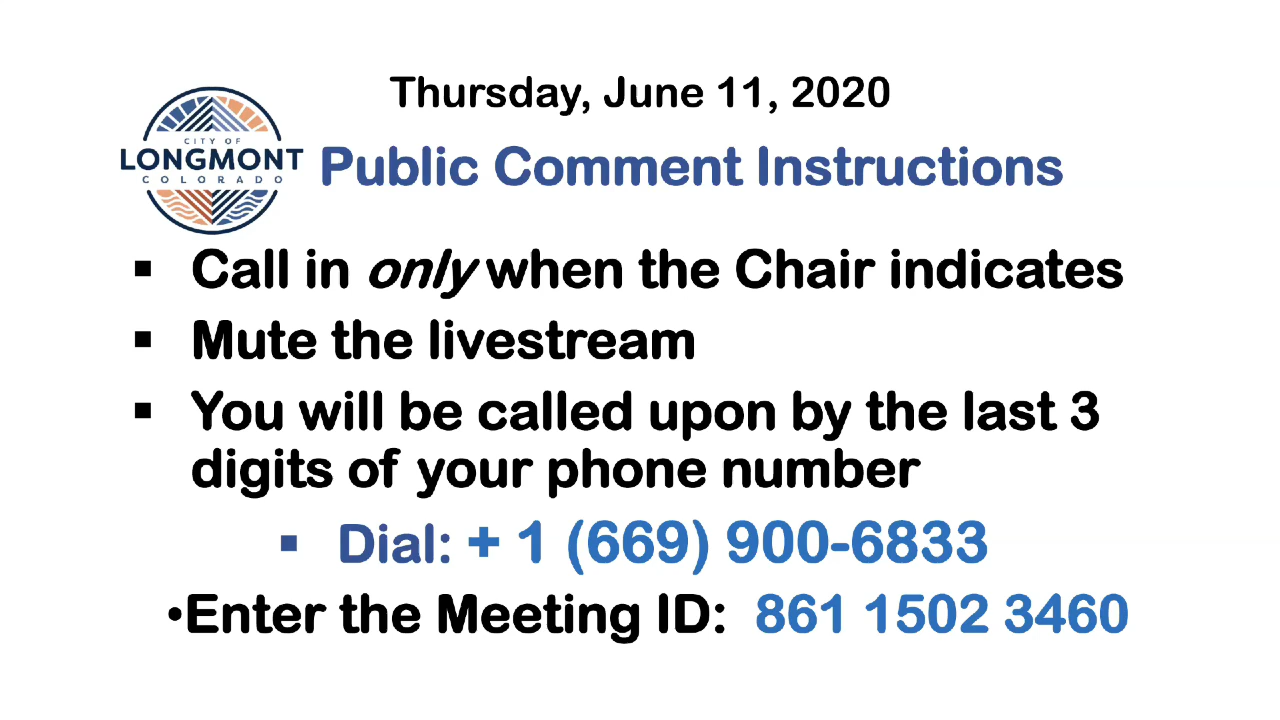 Thursday, June 11, 2020
CITY OF
LONGMONT
COLORADO
Public Comment Instructions
▪ Call in only when the Chair indicates
▪ Mute the livestream
▪ You will be called upon by the last 3
digits of your phone number
▪ Dial: + 1 (669) 900-6833
•Enter the Meeting ID: 861 1502 3460